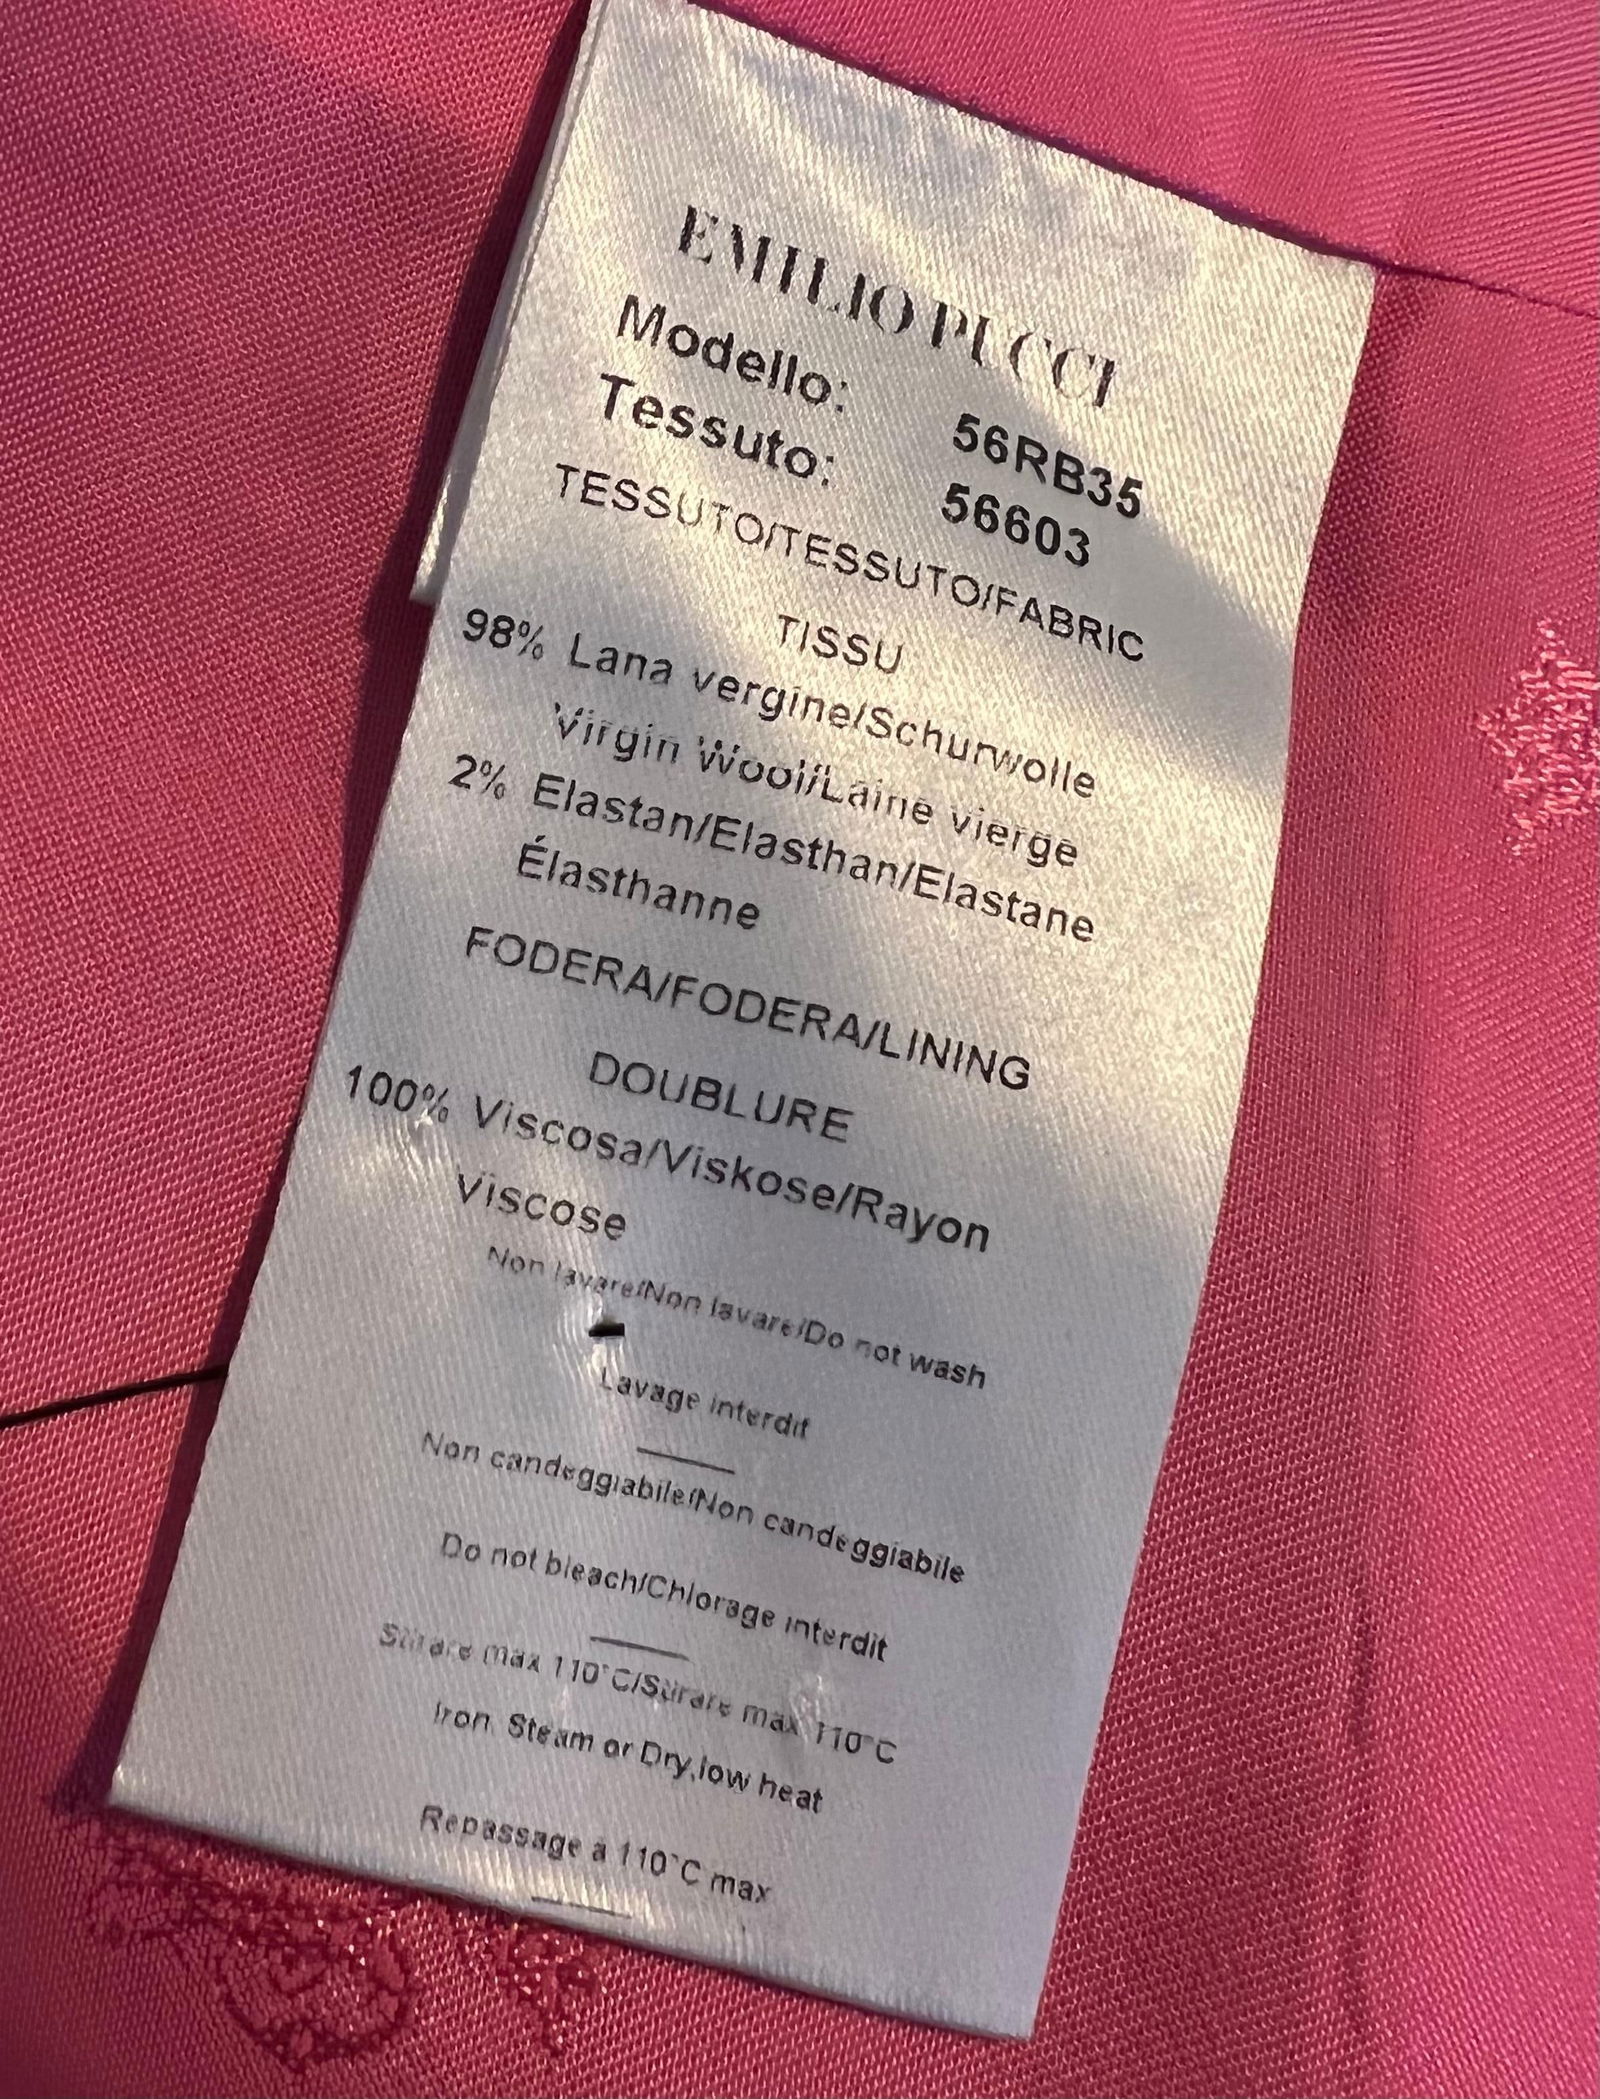 EMILIO PUCCI
Modello: 56RB35
Tessuto: 56603
TESSUTO/TESSUTO/FABRIC
TISSU
98% Lana vergine/Schurwolle
Virgin Wool/Laine vierge
2% Elastan/Elasthan/Elastane
Élasthanne
FODERA/FODERA/LINING
DOUBLURE
100% Viscosa/Viskose/Rayon
Viscose
Non lavare/Non lavare/Do not wash
Lavage interdit
Non candeggiabile/Non candeggiabile
Do not bleach/Chlorage interdit
Stirare max 110°C/Stirare max 110°C
Iron. Steam or Dry,low heat
Repassage à 110°C max